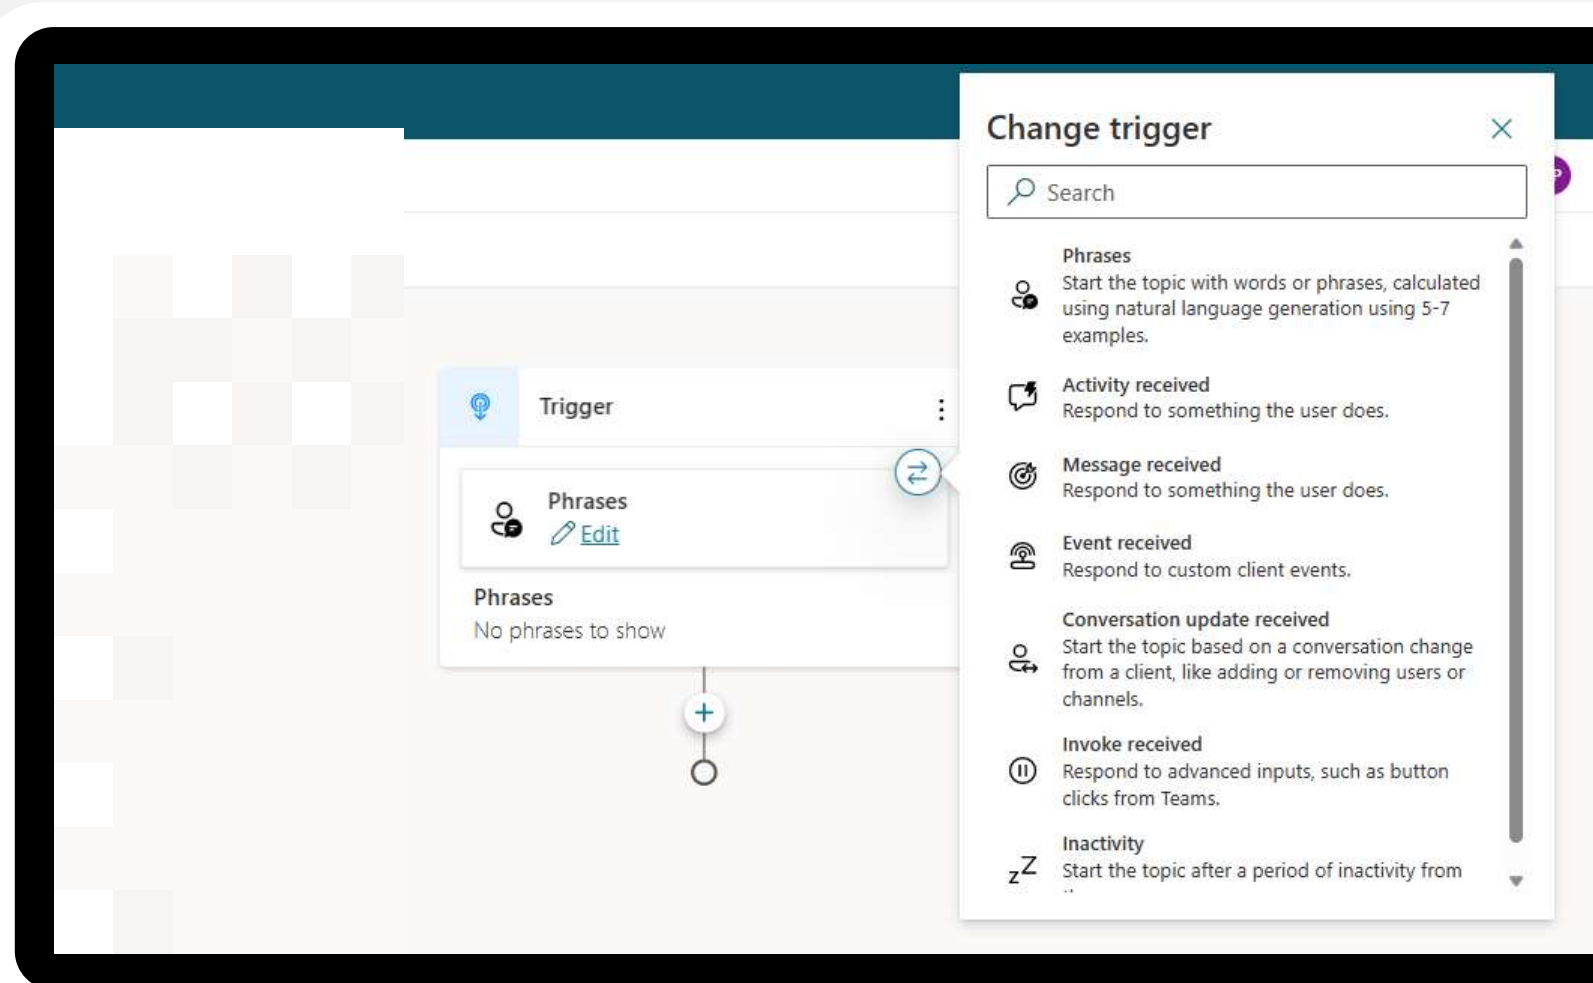 Change trigger
Search
P
Phrases
Start the topic with words or phrases, calculated
using natural language generation using 5-7
examples.
Activity received
Respond to something the user does.
Message received
Respond to something the user does.
Event received
Respond to custom client events.
Conversation update received
Start the topic based on a conversation change
from a client, like adding or removing users or
channels.
Invoke received
Respond to advanced inputs, such as button
clicks from Teams.
Inactivity
Start the topic after a period of inactivity from
Trigger
Phrases
Edit
Phrases
No phrases to show